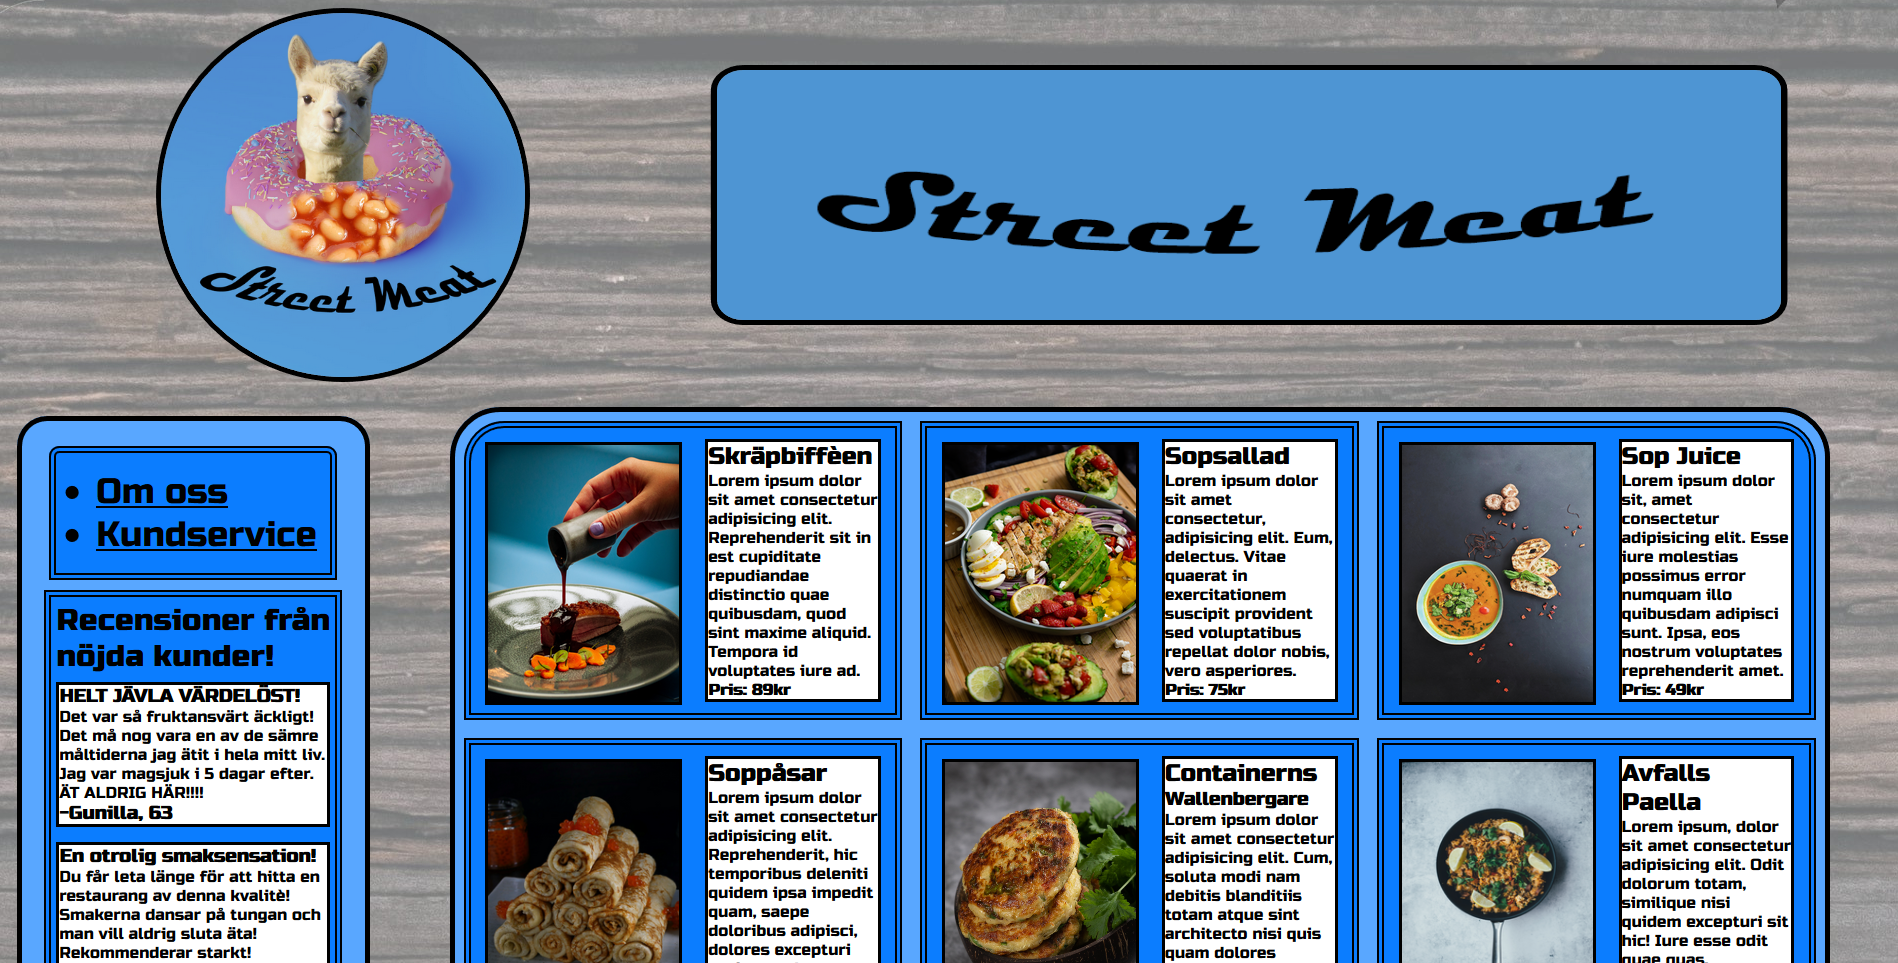 Street Meat
Street Meat
Om oss
Kundservice
Recensioner från
nöjda kunder!
HELT JÄVLA VÄRDELÖST!
Det var så fruktansvärt äckligt!
Det må nog vara en av de sämre
måltiderna jag ätit i hela mitt liv.
Jag var magsjuk i 5 dagar efter.
ÄT ALDRIG HÄR!!!!
-Gunilla, 63
En otrolig smaksensation!
Du får leta länge för att hitta en
restaurang av denna kvalitè!
Smakerna dansar på tungan och
man vill aldrig sluta äta!
Rekommenderar starkt!
Skräpbiffèen
Lorem ipsum dolor
sit amet consectetur
adipisicing elit.
Reprehenderit sit in
est cupiditate
repudiandae
distinctio quae
quibusdam, quod
sint maxime aliquid.
Tempora id
voluptates iure ad.
Pris: 89kr
Sopsallad
Lorem ipsum dolor
sit amet
consectetur,
adipisicing elit. Eum,
delectus. Vitae
quaerat in
exercitationem
suscipit provident
sed voluptatibus
repellat dolor nobis,
vero asperiores.
Pris: 75kr
Sop Juice
Lorem ipsum dolor
sit, amet
consectetur
adipisicing elit. Esse
iure molestias
possimus error
numquam illo
quibusdam adipisci
sunt. Ipsa, eos
nostrum voluptates
reprehenderit amet.
Pris: 49kr
Soppåsar
Lorem ipsum dolor
sit amet consectetur
adipisicing elit.
Reprehenderit, hic
temporibus deleniti
quidem ipsa impedit
quam, saepe
doloribus adipisci,
dolores excepturi
Containerns
Wallenbergare
Lorem ipsum dolor
sit amet consectetur
adipisicing elit. Cum,
soluta modi nam
debitis blanditiis
totam atque sint
architecto nisi quis
quam dolores
Avfalls
Paella
Lorem ipsum, dolor
sit amet consectetur
adipisicing elit. Odit
dolorum totam,
similique nisi
quidem excepturi sit
hic! Iure esse odit
quae quas.